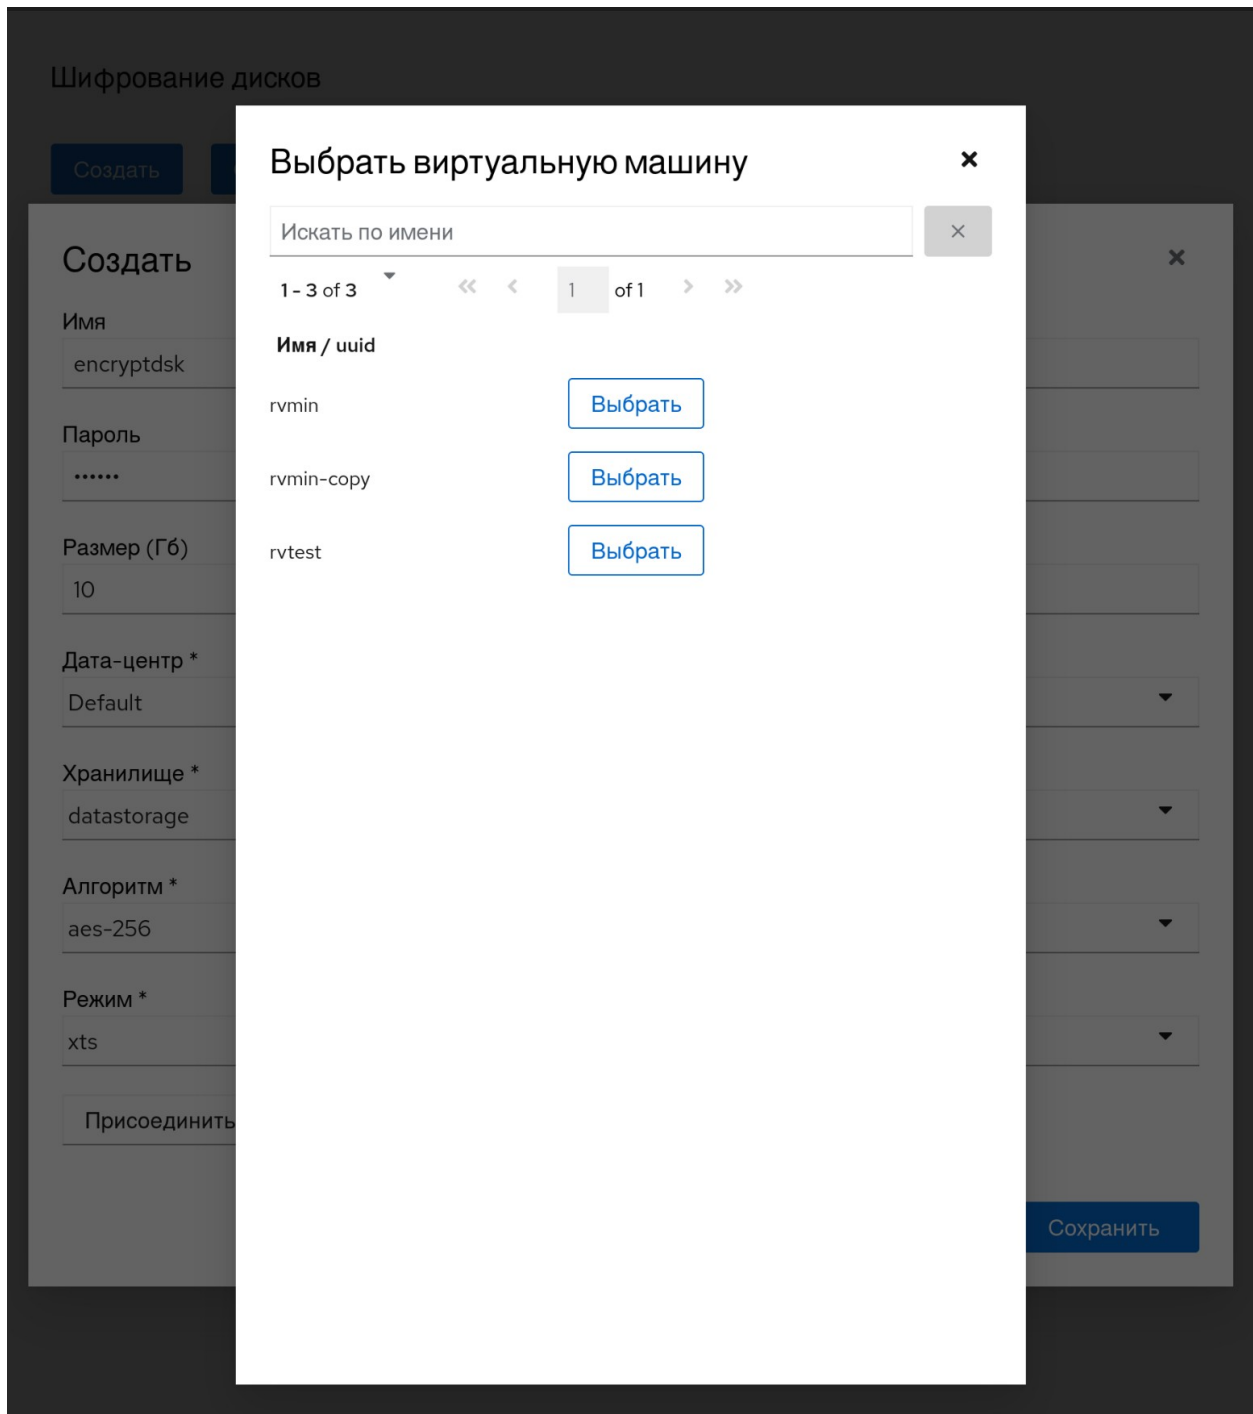 Шифрование дисков
Создать
Выбрать виртуальную машину
Искать по имени
1 - 3 of 3
1 of 1
Имя / uuid
rvmin Выбрать
rvmin-copy Выбрать
rvtest Выбрать
Создать
Имя
encryptdsk
Пароль
••••••
Размер (Гб)
10
Дата-центр *
Default
Хранилище *
datastorage
Алгоритм *
aes-256
Режим *
xts
Присоединить
Сохранить